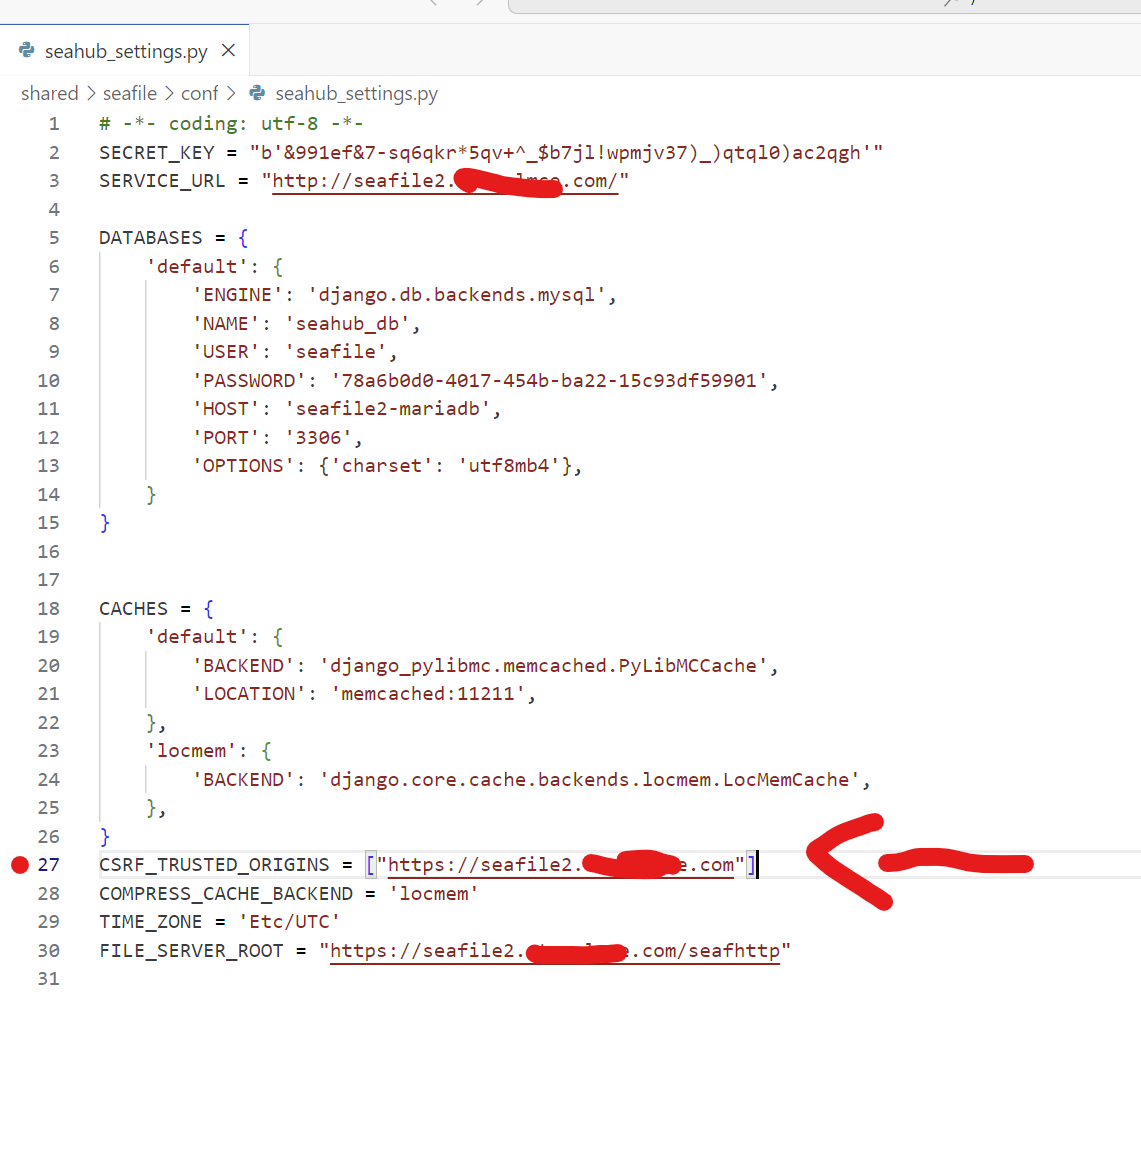 seahub_settings.py
shared > seafile > conf > seahub_settings.py
1 # -*- coding: utf-8 -*-
2 SECRET_KEY = "b'&991ef&7-sq6qkr*5qv+^_$b7jl!wpmjv37)_)qtql0)ac2qgh'"
3 SERVICE_URL = "http://seafile2. .com/"
4
5 DATABASES = {
6 'default': {
7 'ENGINE': 'django.db.backends.mysql',
8 'NAME': 'seahub_db',
9 'USER': 'seafile',
10 'PASSWORD': '78a6b0d0-4017-454b-ba22-15c93df59901',
11 'HOST': 'seafile2-mariadb',
12 'PORT': '3306',
13 'OPTIONS': {'charset': 'utf8mb4'},
14 }
15 }
16
17
18 CACHES = {
19 'default': {
20 'BACKEND': 'django_pylibmc.memcached.PyLibMCCache',
21 'LOCATION': 'memcached:11211',
22 },
23 'locmem': {
24 'BACKEND': 'django.core.cache.backends.locmem.LocMemCache',
25 },
26 }
27 CSRF_TRUSTED_ORIGINS = ["https://seafile2. e.com"]
28 COMPRESS_CACHE_BACKEND = 'locmem'
29 TIME_ZONE = 'Etc/UTC'
30 FILE_SERVER_ROOT = "https://seafile2. .com/seafhttp"
31